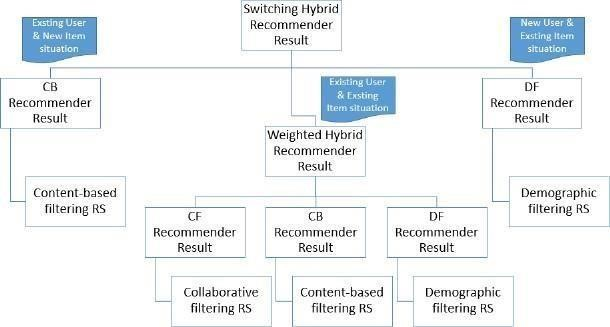 Switching Hybrid
Recommender
Result
Exsting User
& New Item
situation
New User &
Exsting Item
situation
CB
Recommender
Result
Existing User
& Exsting
Item situation
DF
Recommender
Result
Weighted Hybrid
Recommender
Result
Content-based
filtering RS
Demographic
filtering RS
CF
Recommender
Result
CB
Recommender
Result
DF
Recommender
Result
Collaborative
filtering RS
Content-based
filtering RS
Demographic
filtering RS